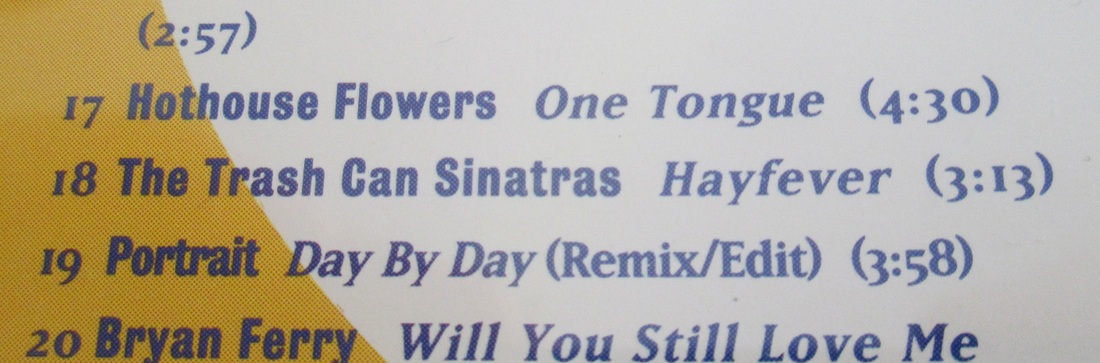 (2:57)
17 Hothouse Flowers One Tongue (4:30)
18 The Trash Can Sinatras Hayfever (3:13)
19 Portrait Day By Day (Remix/Edit) (3:58)
20 Bryan Ferry Will You Still Love Me